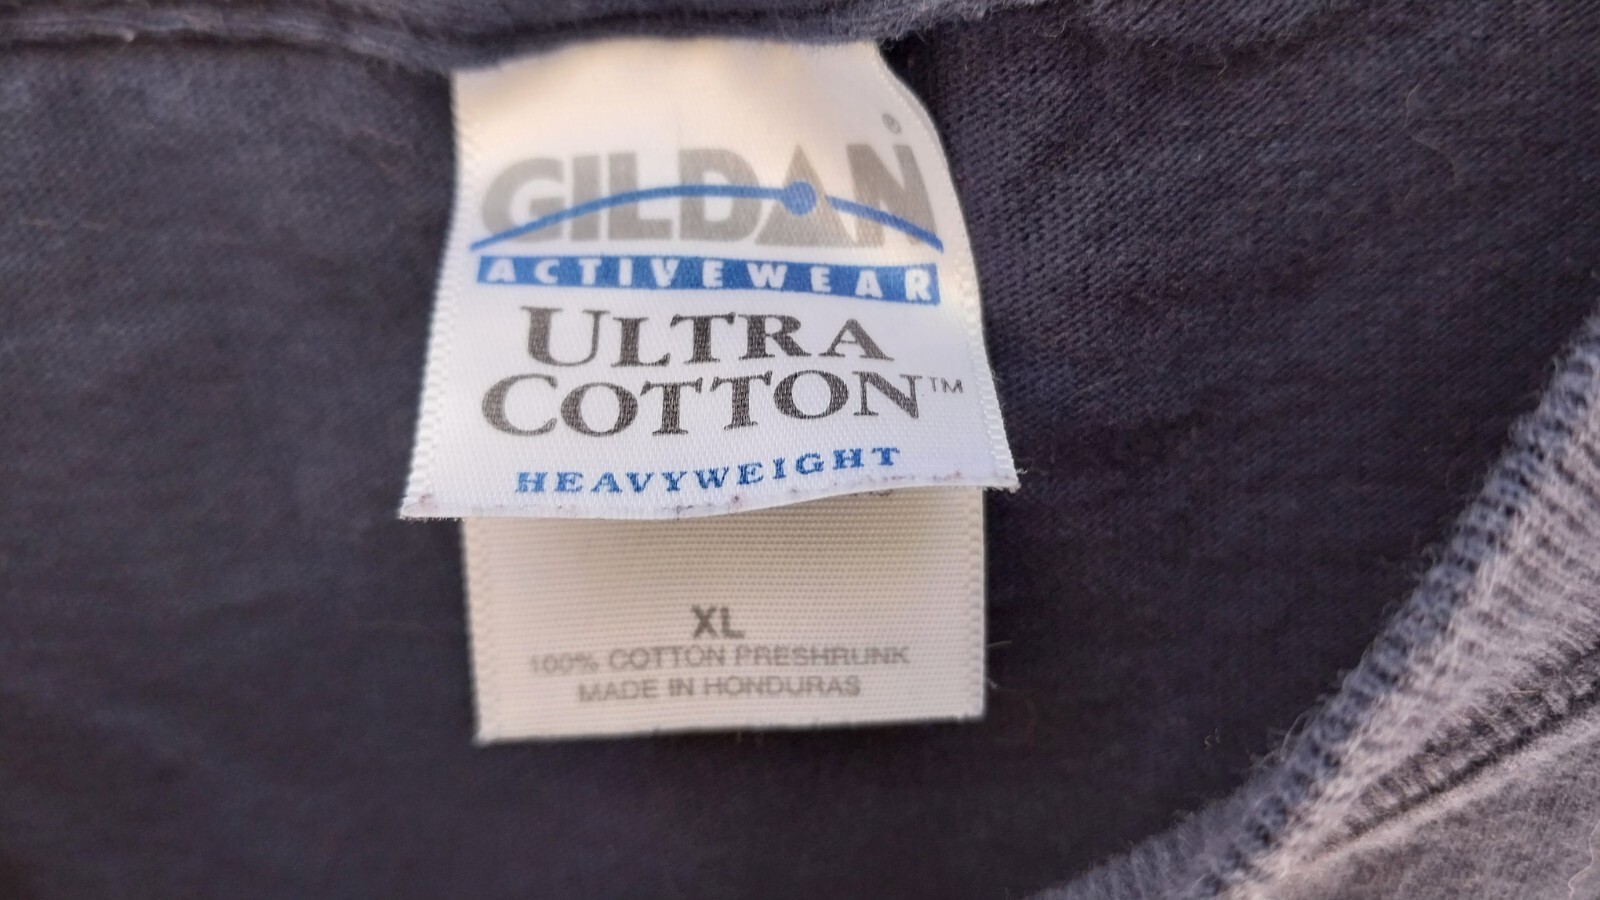 GILDAN®
ACTIVEWEAR
ULTRA
COTTON™
HEAVYWEIGHT
XL
100% COTTON PRESHRUNK
MADE IN HONDURAS